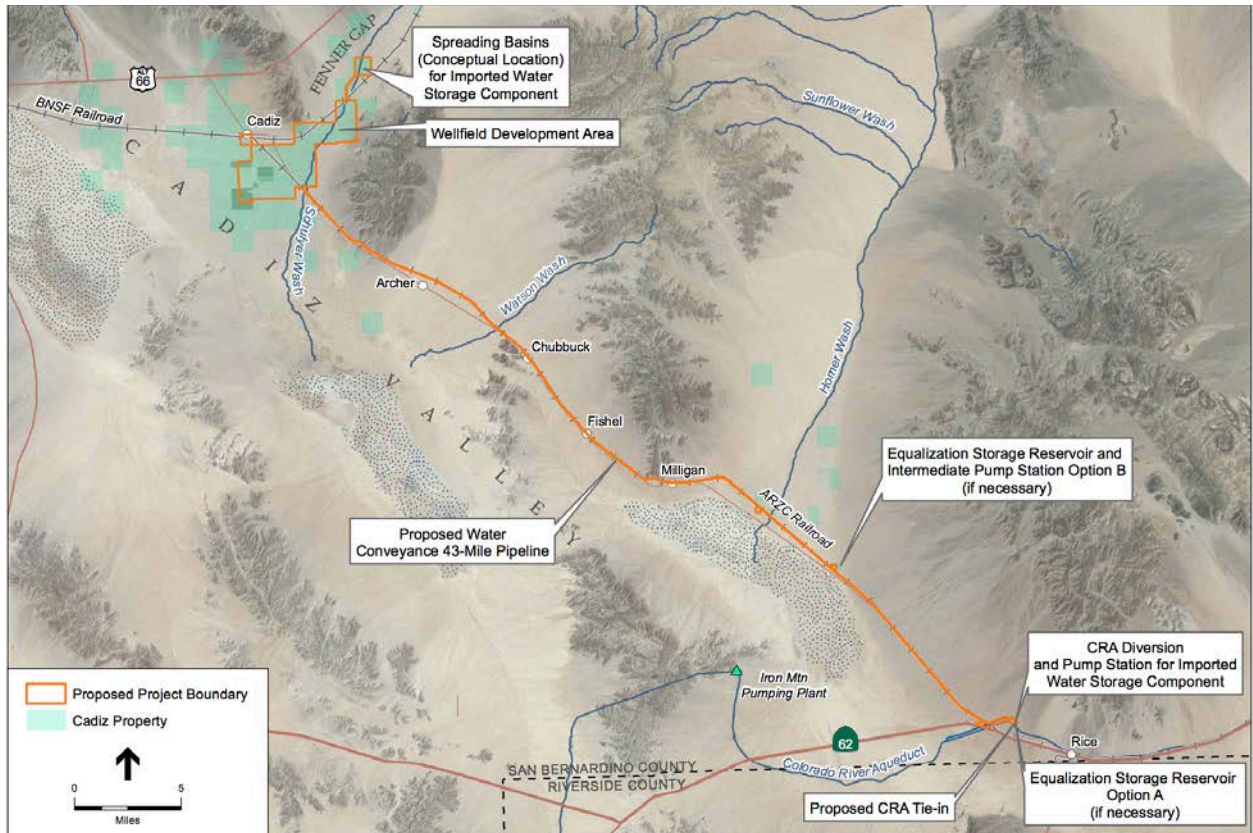 Spreading Basins
(Conceptual Location)
for Imported Water
Storage Component
FENNER GAP
ALT
66
BNSF Railroad
Cadiz
Wellfield Development Area
Sunflower Wash
CADIZ VALLEY
Schulyer Wash
Archer
Watson Wash
Chubbuck
Homer Wash
Fishel
Milligan
Equalization Storage Reservoir and
Intermediate Pump Station Option B
(if necessary)
ARZC Railroad
Proposed Water
Conveyance 43-Mile Pipeline
CRA Diversion
and Pump Station for Imported
Water Storage Component
Iron Mtn
Pumping Plant
Proposed Project Boundary
Cadiz Property
62
Rice
Colorado River Aqueduct
SAN BERNARDINO COUNTY
RIVERSIDE COUNTY
0 5
Miles
Proposed CRA Tie-in
Equalization Storage Reservoir
Option A
(if necessary)